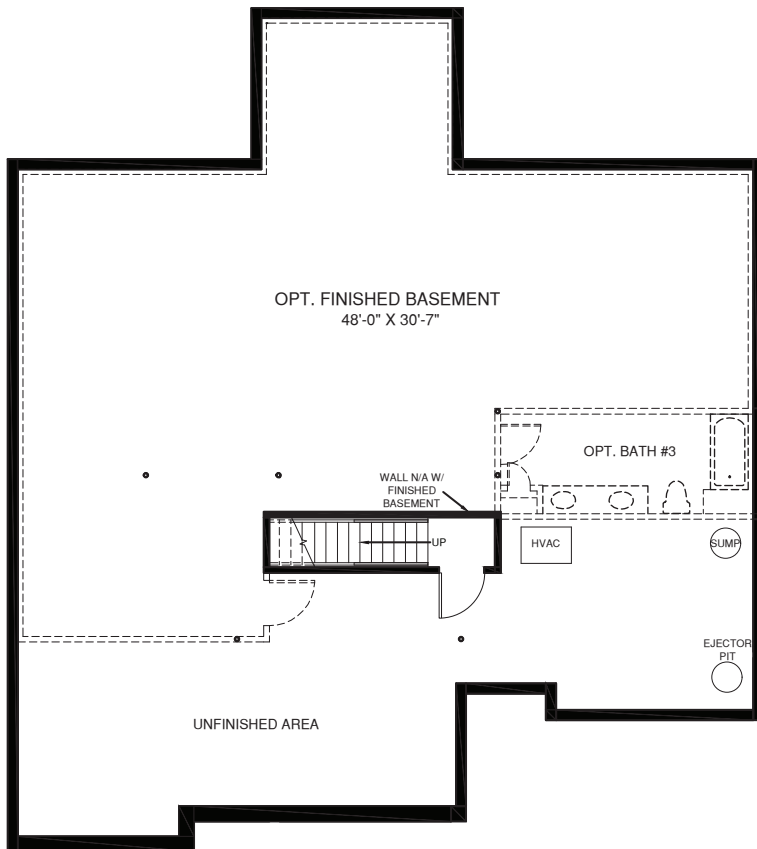 OPT. FINISHED BASEMENT
48'-0" X 30'-7"
OPT. BATH #3
WALL N/A W/
FINISHED
BASEMENT
UP
HVAC
SUMP
EJECTOR
PIT
UNFINISHED AREA